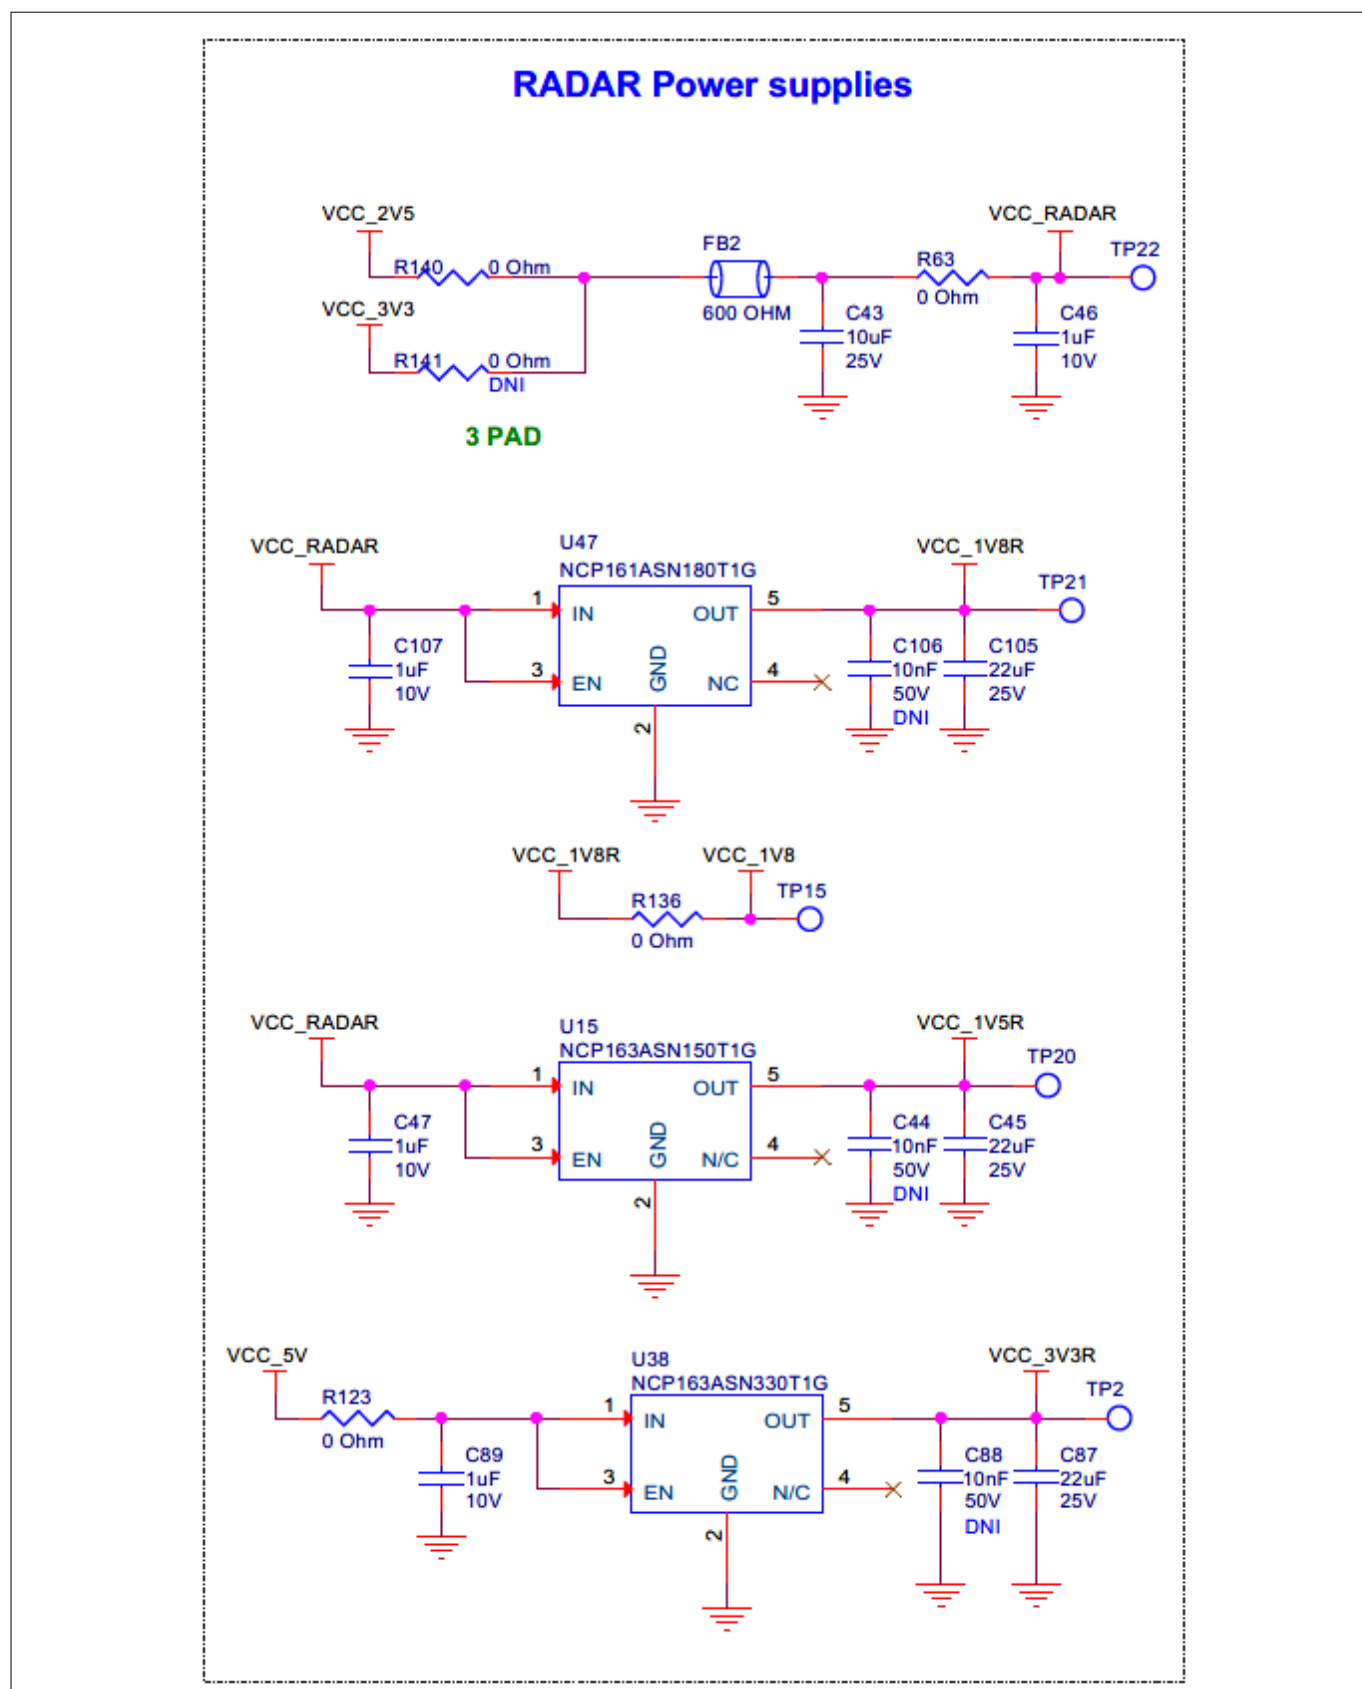 RADAR Power supplies
VCC_2V5
R140 0 Ohm
VCC_3V3
R141 0 Ohm
DNI
3 PAD
FB2
600 OHM
C43
10uF
25V
R63
0 Ohm
VCC_RADAR
TP22
C46
1uF
10V
VCC_RADAR
C107
1uF
10V
U47
NCP161ASN180T1G
1 IN
3 EN
GND
2
OUT 5
NC 4
VCC_1V8R
TP21
C106
10nF
50V
DNI
C105
22uF
25V
VCC_1V8R
R136
0 Ohm
VCC_1V8
TP15
VCC_RADAR
C47
1uF
10V
U15
NCP163ASN150T1G
1 IN
3 EN
GND
2
OUT 5
N/C 4
VCC_1V5R
TP20
C44
10nF
50V
DNI
C45
22uF
25V
VCC_5V
R123
0 Ohm
C89
1uF
10V
U38
NCP163ASN330T1G
1 IN
3 EN
GND
2
OUT 5
N/C 4
VCC_3V3R
TP2
C88
10nF
50V
DNI
C87
22uF
25V